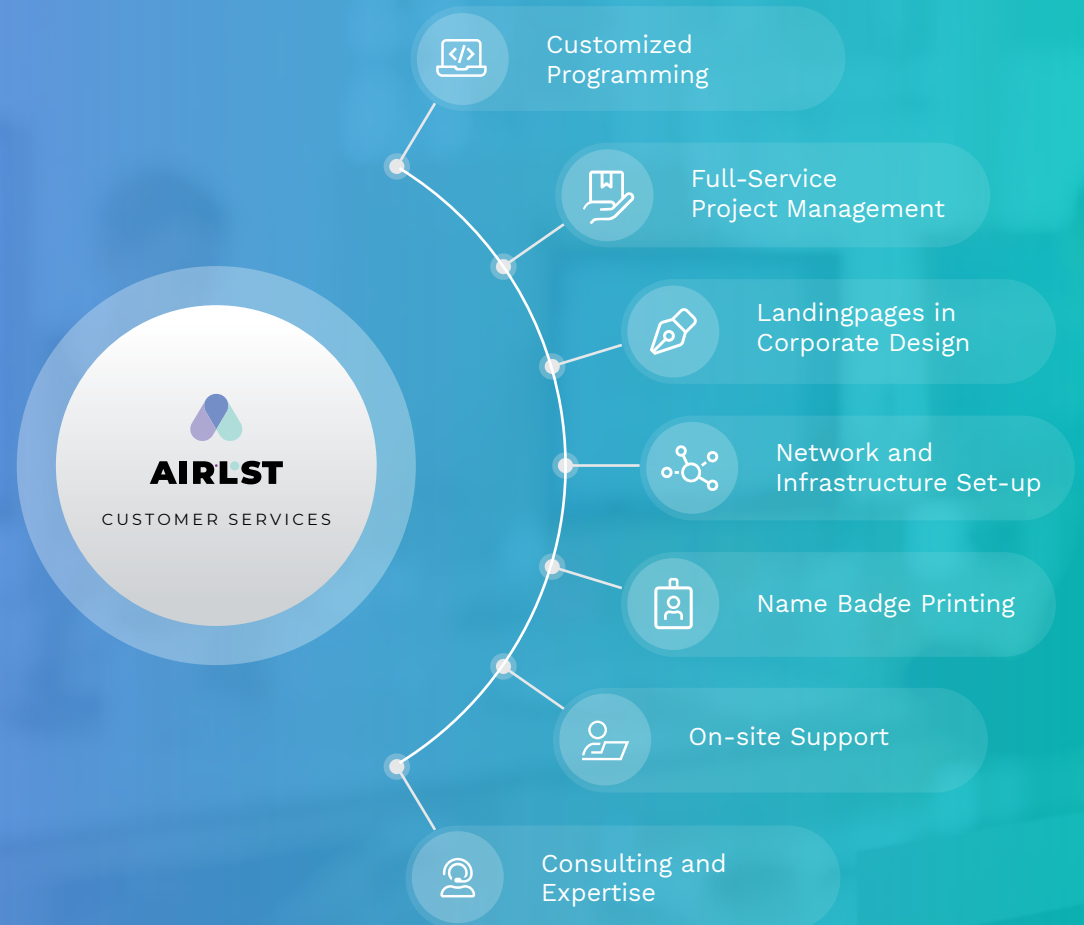 Customized
Programming
Full-Service
Project Management
Landingpages in
Corporate Design
AIRLST
CUSTOMER SERVICES
Network and
Infrastructure Set-up
Name Badge Printing
On-site Support
Consulting and
Expertise